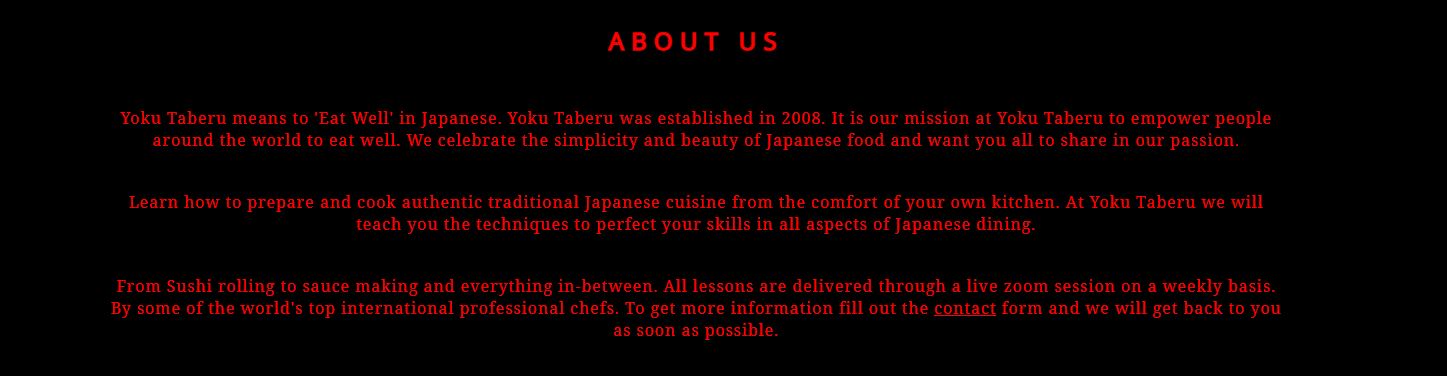 ABOUT US
Yoku Taberu means to 'Eat Well' in Japanese. Yoku Taberu was established in 2008. It is our mission at Yoku Taberu to empower people
around the world to eat well. We celebrate the simplicity and beauty of Japanese food and want you all to share in our passion.
Learn how to prepare and cook authentic traditional Japanese cuisine from the comfort of your own kitchen. At Yoku Taberu we will
teach you the techniques to perfect your skills in all aspects of Japanese dining.
From Sushi rolling to sauce making and everything in-between. All lessons are delivered through a live zoom session on a weekly basis.
By some of the world's top international professional chefs. To get more information fill out the contact form and we will get back to you
as soon as possible.